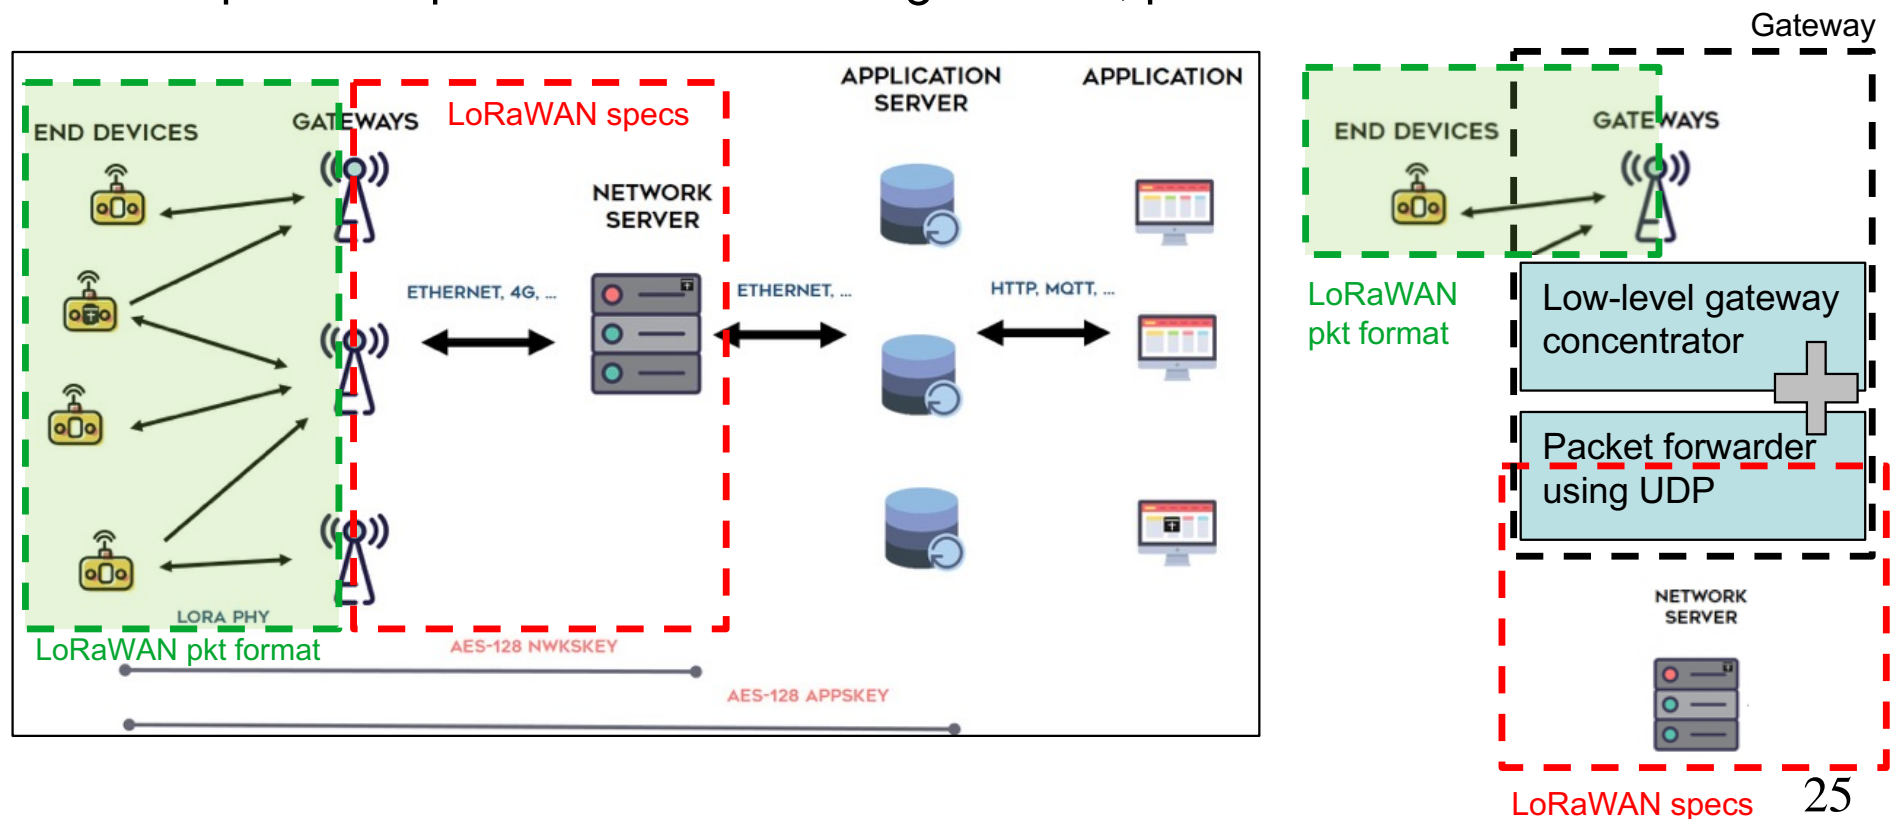 Gateway
APPLICATION
SERVER
APPLICATION
LoRaWAN specs
END DEVICES
GATEWAYS
NETWORK
SERVER
ETHERNET, 4G, ...
ETHERNET, ...
HTTP, MQTT, ...
LORA PHY
LoRaWAN pkt format
AES-128 NWKSKEY
AES-128 APPSKEY
END DEVICES
GATEWAYS
LoRaWAN
pkt format
Low-level gateway
concentrator
Packet forwarder
using UDP
NETWORK
SERVER
LoRaWAN specs
25